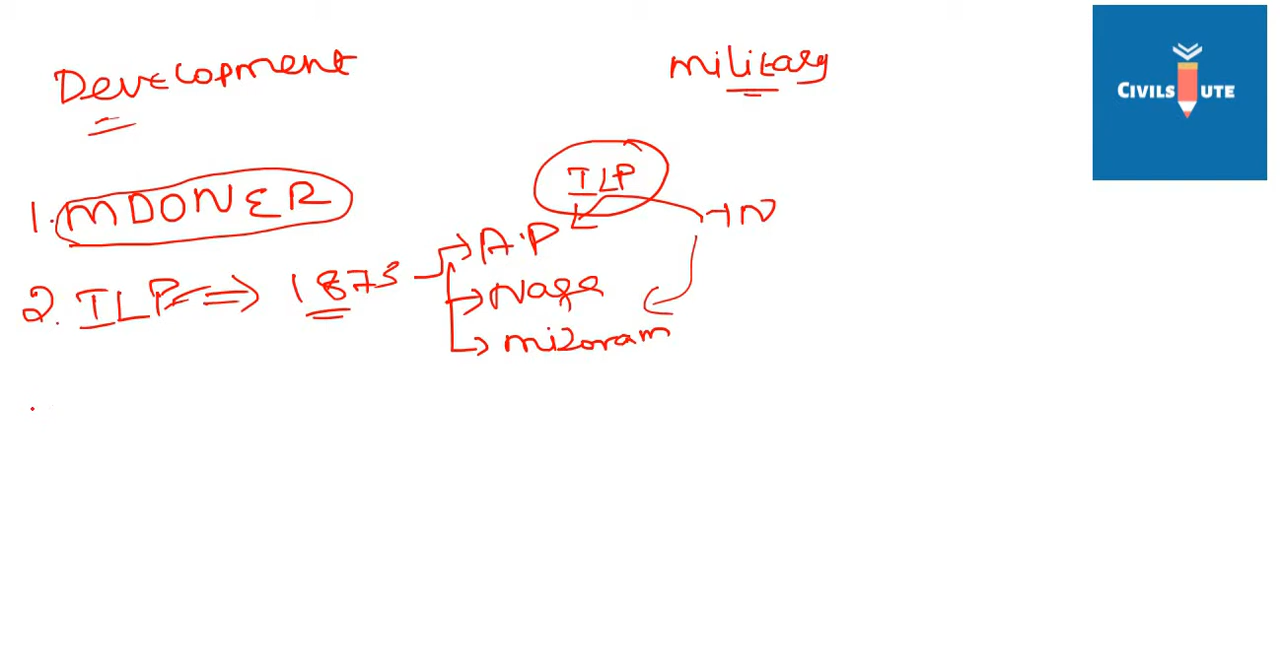 Development
military
CIVILS UTE
ILP
1. MDONER
A.P
IN
2. ILP ⇒ 1873
Naga
mizoram